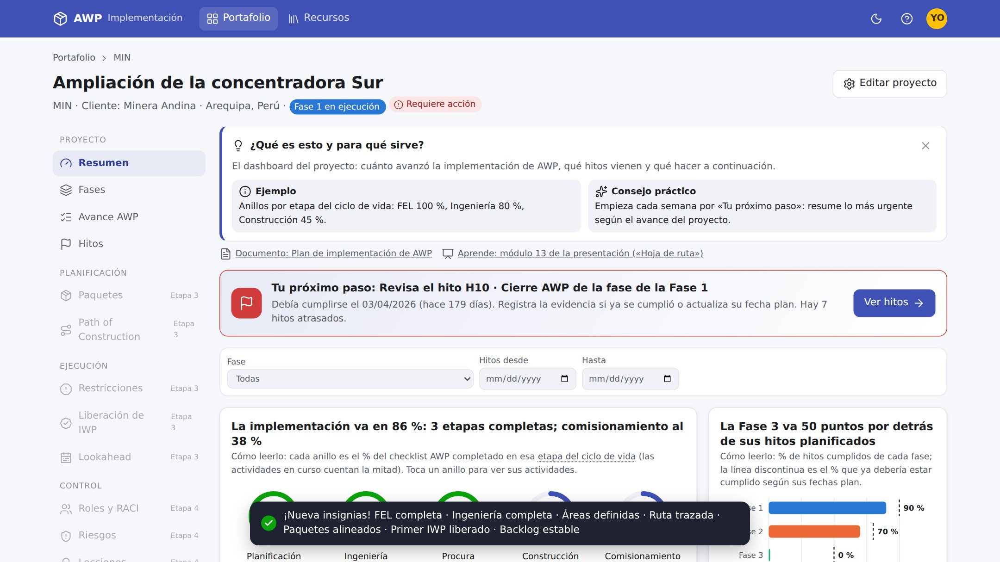 AWP Implementación
Portafolio
Recursos
YO
Portafolio > MIN
Ampliación de la concentradora Sur
Editar proyecto
MIN · Cliente: Minera Andina · Arequipa, Perú · Fase 1 en ejecución Requiere acción
PROYECTO
Resumen
Fases
Avance AWP
Hitos
PLANIFICACIÓN
Paquetes Etapa 3
Path of Construction Etapa 3
EJECUCIÓN
Restricciones Etapa 3
Liberación de IWP Etapa 3
Lookahead Etapa 3
CONTROL
Roles y RACI Etapa 4
Riesgos Etapa 4
Lecciones Etapa 4
¿Qué es esto y para qué sirve?
El dashboard del proyecto: cuánto avanzó la implementación de AWP, qué hitos vienen y qué hacer a continuación.
Ejemplo
Anillos por etapa del ciclo de vida: FEL 100 %, Ingeniería 80 %,
Construcción 45 %.
Consejo práctico
Empieza cada semana por «Tu próximo paso»: resume lo más urgente
según el avance del proyecto.
Documento: Plan de implementación de AWP
Aprende: módulo 13 de la presentación («Hoja de ruta»)
Tu próximo paso: Revisa el hito H10 · Cierre AWP de la fase de la Fase 1
Debía cumplirse el 03/04/2026 (hace 179 días). Registra la evidencia si ya se cumplió o actualiza su fecha plan. Hay 7
hitos atrasados.
Ver hitos
Fase
Todas
Hitos desde
mm/dd/yyyy
Hasta
mm/dd/yyyy
La implementación va en 86 %: 3 etapas completas; comisionamiento al
38 %
Cómo leerlo: cada anillo es el % del checklist AWP completado en esa etapa del ciclo de vida (las
actividades en curso cuentan la mitad). Toca un anillo para ver sus actividades.
Planificación
Ingeniería
Procura
Construcción
Comisionamiento
La Fase 3 va 50 puntos por detrás
de sus hitos planificados
Cómo leerlo: % de hitos cumplidos de cada fase;
la línea discontinua es el % que ya debería estar
cumplido según sus fechas plan.
se 1 90 %
se 2 70 %
Fase 3 0 %
¡Nueva insignias! FEL completa · Ingeniería completa · Áreas definidas · Ruta trazada ·
Paquetes alineados · Primer IWP liberado · Backlog estable